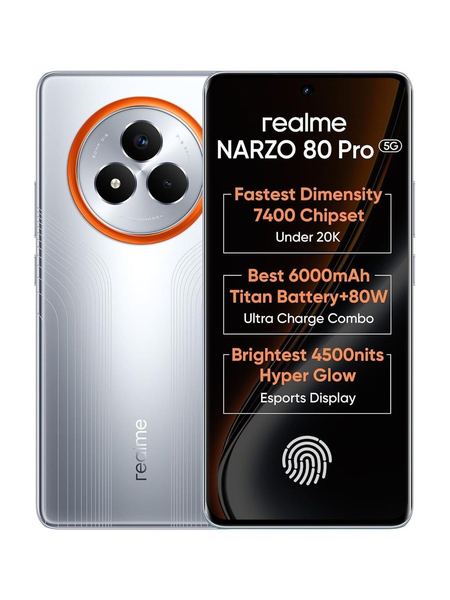 realme
NARZO 80 Pro 5G
Fastest Dimensity
7400 Chipset
Under 20K
Best 6000mAh
Titan Battery+80W
Ultra Charge Combo
Brightest 4500nits
Hyper Glow
Esports Display
realme